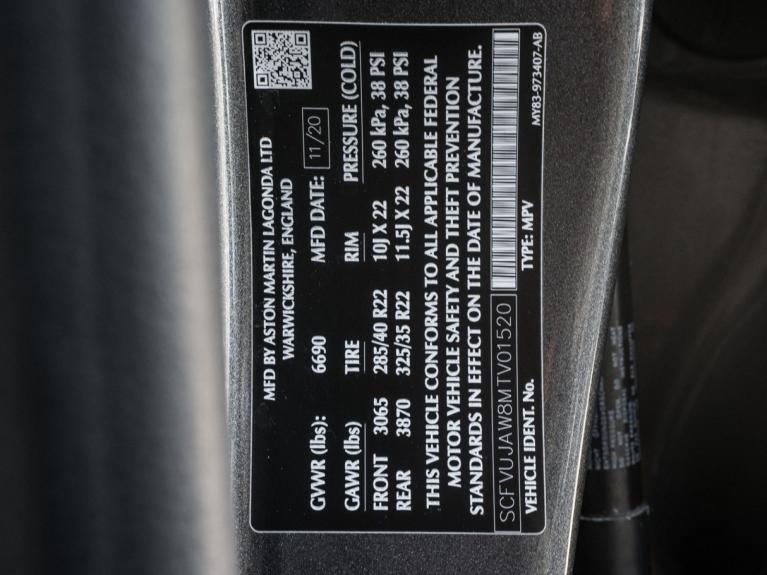 MFD BY ASTON MARTIN LAGONDA LTD
WARWICKSHIRE, ENGLAND
GVWR (lbs): 6690 MFD DATE: 11/20
GAWR (lbs) TIRE RIM PRESSURE (COLD)
FRONT 3065 285/40 R22 10J X 22 260 kPa, 38 PSI
REAR 3870 325/35 R22 11.5J X 22 260 kPa, 38 PSI
THIS VEHICLE CONFORMS TO ALL APPLICABLE FEDERAL
MOTOR VEHICLE SAFETY AND THEFT PREVENTION
STANDARDS IN EFFECT ON THE DATE OF MANUFACTURE.
SCFVUJAW8MTV01520
VEHICLE IDENT. No. TYPE: MPV MY83-973407-AB